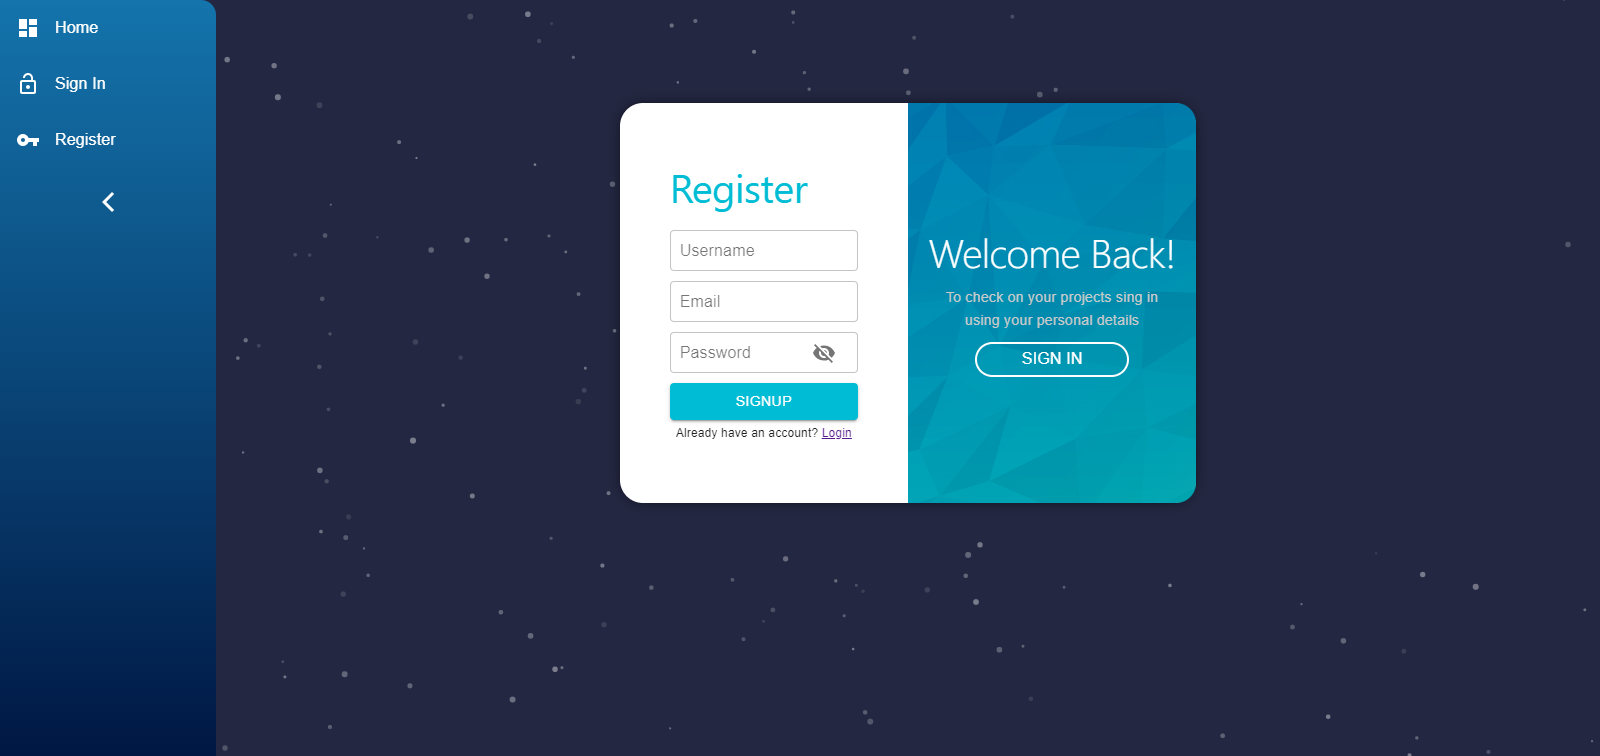 Home
Sign In
Register
Register
Username
Email
Password
SIGNUP
Already have an account? Login
Welcome Back!
To check on your projects sing in
using your personal details
SIGN IN